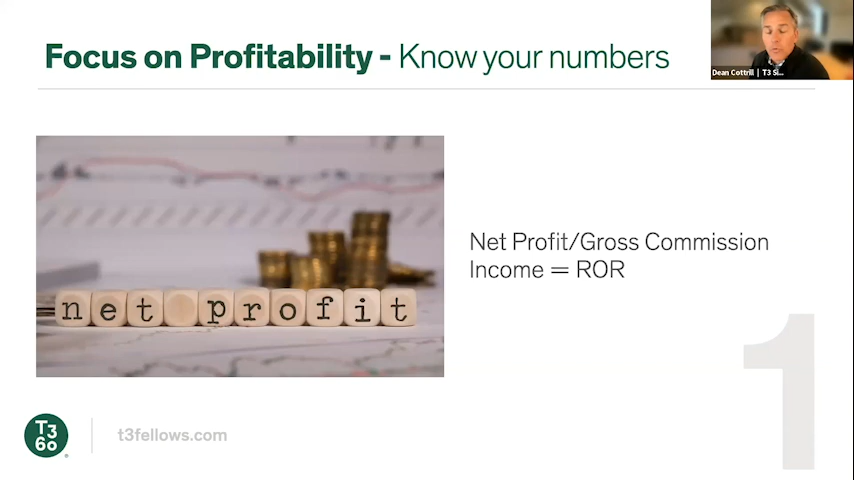 Focus on Profitability - Know your numbers
Dean Cottrill | T3 Si...
net profit
Net Profit/Gross Commission
Income = ROR
1
T3
60
t3fellows.com